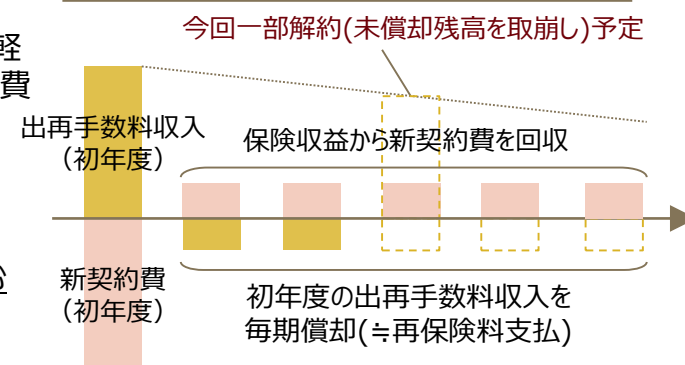 今回一部解約(未償却残高を取崩し)予定
軽
費
出再手数料収入
（初年度）
保険収益から新契約費を回収
新契約費
（初年度）
初年度の出再手数料収入を
毎期償却(≒再保険料支払)